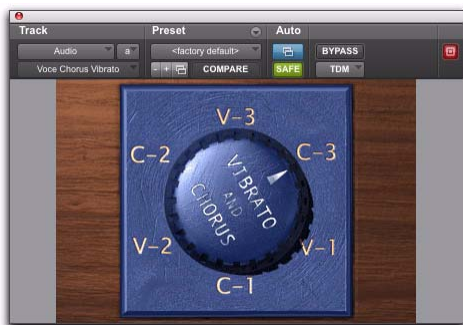 Track Preset Auto
Audio a <factory default> BYPASS
Voce Chorus Vibrato - + COMPARE SAFE TDM
V-3
C-2 C-3
VIBRATO
AND
CHORUS
V-2 V-1
C-1